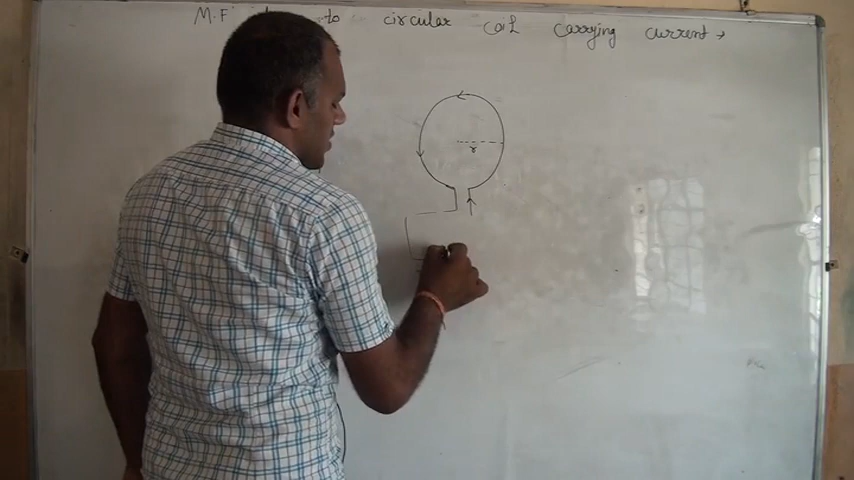 M.F to circular coil carrying current →
r